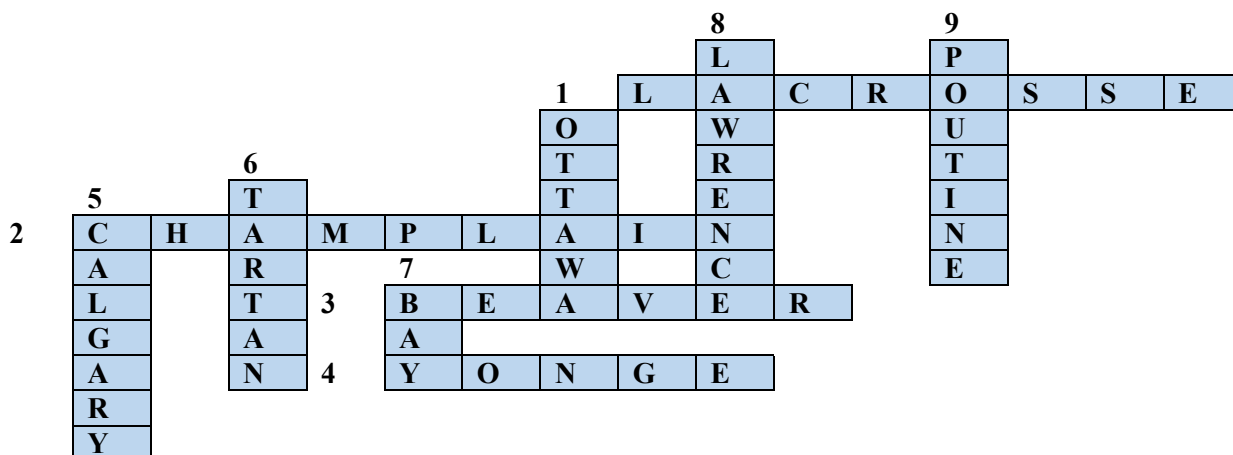 8 9
L P
1 L A C R O S S E
O W U
6 T R T
5 T T E I
2 C H A M P L A I N N
A R 7 W C E
L T 3 B E A V E R
G A A
A N 4 Y O N G E
R
Y